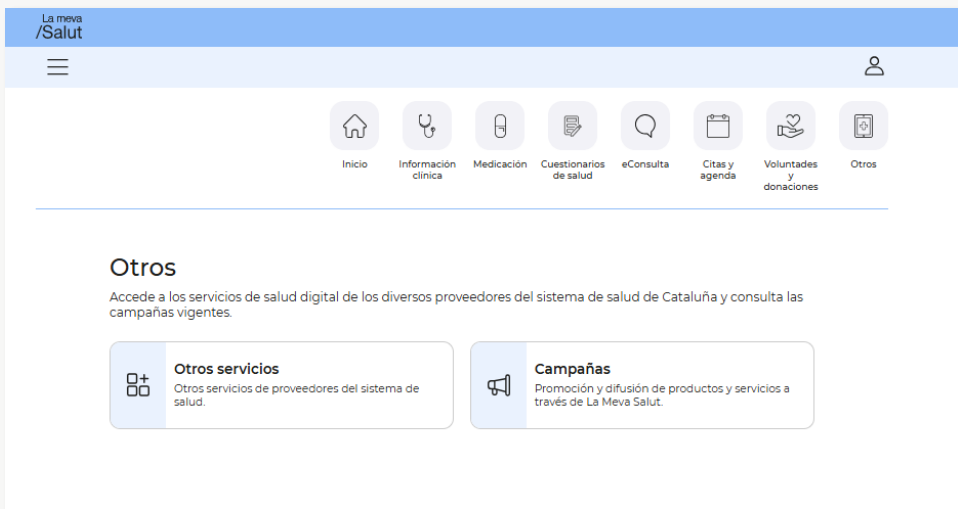 La meva
/Salut
Inicio
Información
clínica
Medicación
Cuestionarios
de salud
eConsulta
Citas y
agenda
Voluntades
y
donaciones
Otros
Otros
Accede a los servicios de salud digital de los diversos proveedores del sistema de salud de Cataluña y consulta las
campañas vigentes.
Otros servicios
Otros servicios de proveedores del sistema de
salud.
Campañas
Promoción y difusión de productos y servicios a
través de La Meva Salut.